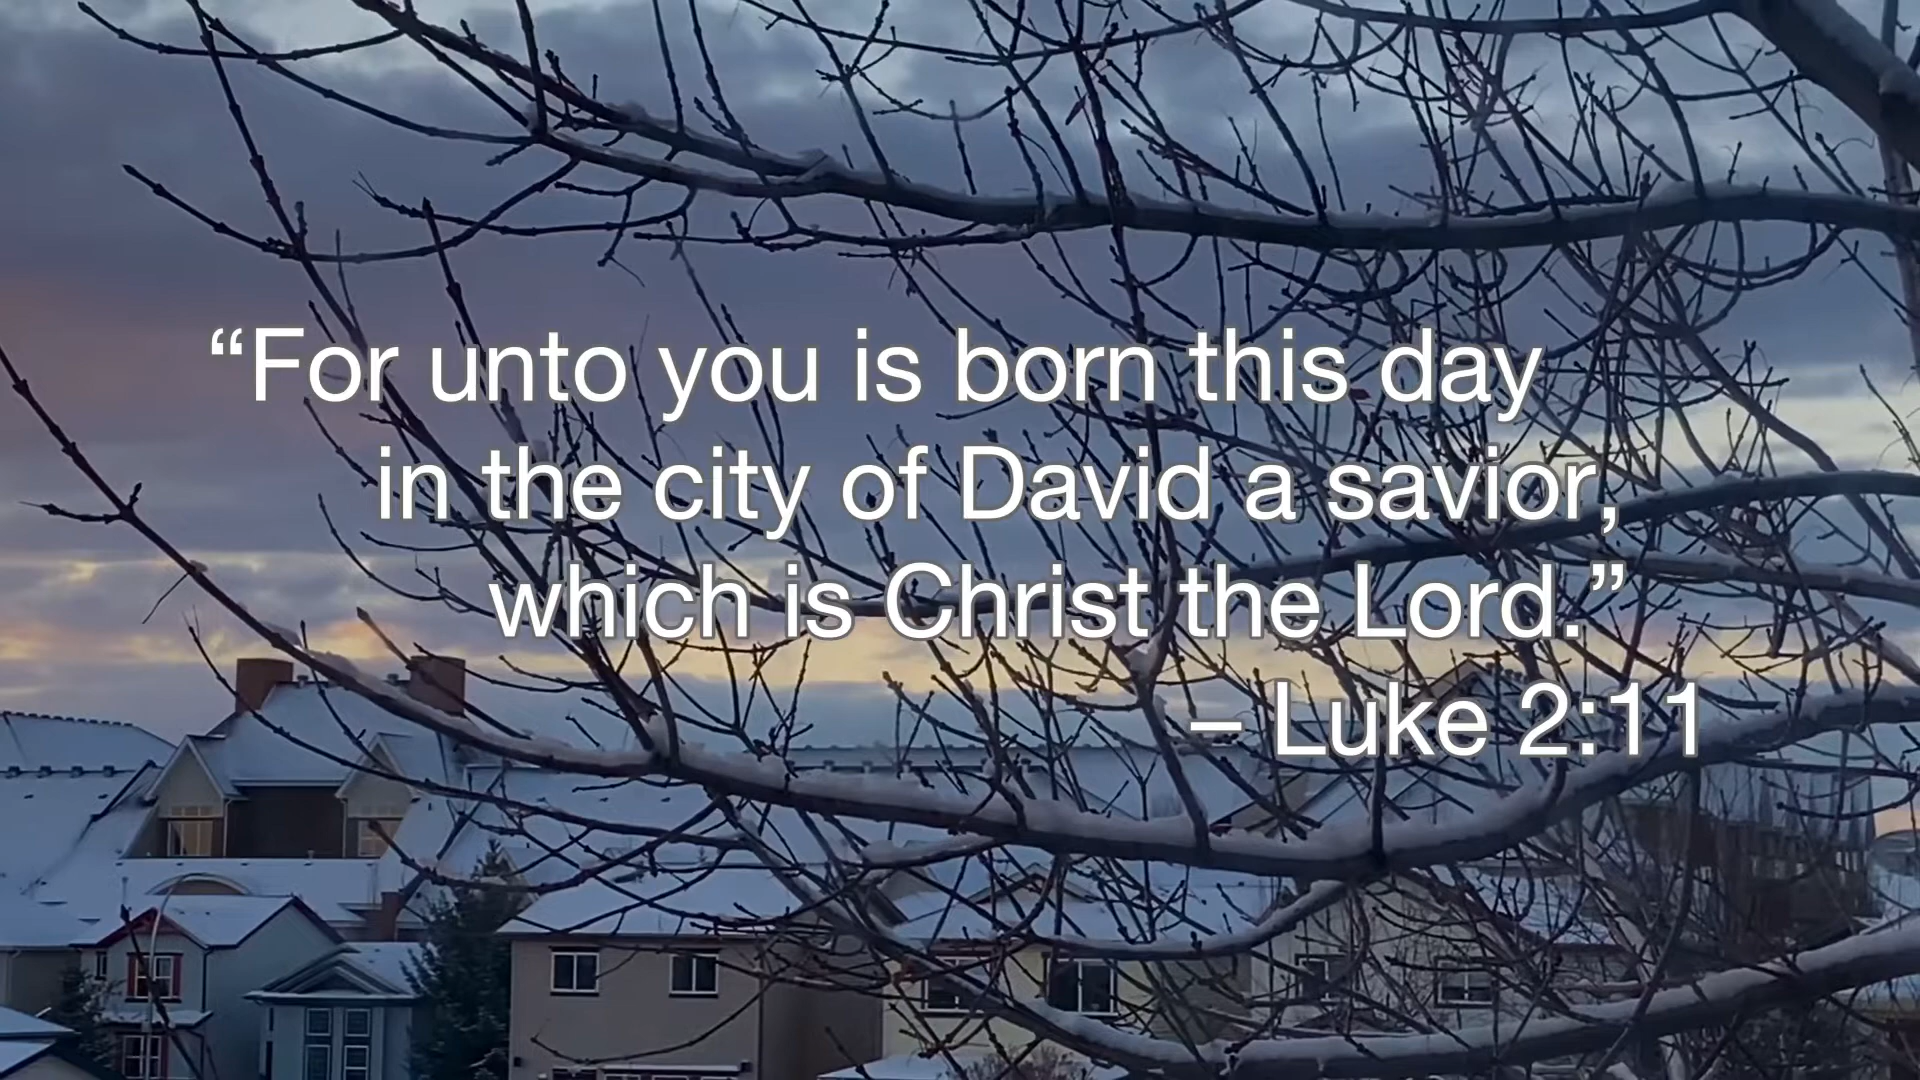 “For unto you is born this day
in the city of David a savior,
which is Christ the Lord.”
– Luke 2:11